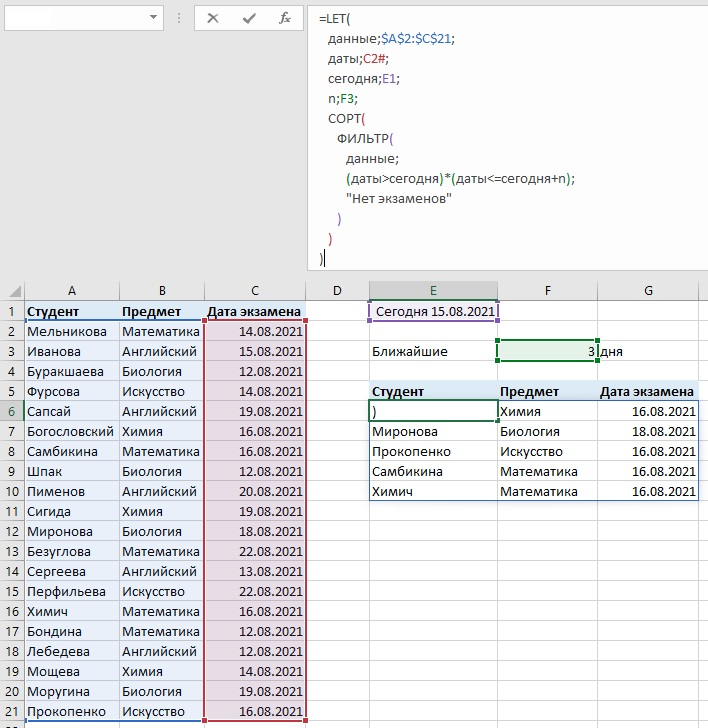 fx
=LET(
данные;$A$2:$C$21;
даты;C2#;
сегодня;E1;
n;F3;
СОРТ(
ФИЛЬТР(
данные;
(даты>сегодня)*(даты<=сегодня+n);
"Нет экзаменов"
)
)
)
A B C D E F G
1 Студент Предмет Дата экзамена Сегодня 15.08.2021
2 Мельникова Математика 14.08.2021
3 Иванова Английский 15.08.2021 Ближайшие 3 дня
4 Буракшаева Биология 12.08.2021
5 Фурсова Искусство 14.08.2021 Студент Предмет Дата экзамена
6 Сапсай Английский 19.08.2021 ) Химия 16.08.2021
7 Богословский Химия 16.08.2021 Миронова Биология 18.08.2021
8 Самбикина Математика 16.08.2021 Прокопенко Искусство 16.08.2021
9 Шпак Биология 12.08.2021 Самбикина Математика 16.08.2021
10 Пименов Английский 20.08.2021 Химич Математика 16.08.2021
11 Сигида Химия 19.08.2021
12 Миронова Биология 18.08.2021
13 Безуглова Математика 22.08.2021
14 Сергеева Английский 13.08.2021
15 Перфильева Искусство 22.08.2021
16 Химич Математика 16.08.2021
17 Бондина Математика 12.08.2021
18 Лебедева Английский 12.08.2021
19 Мощева Химия 14.08.2021
20 Моругина Биология 19.08.2021
21 Прокопенко Искусство 16.08.2021